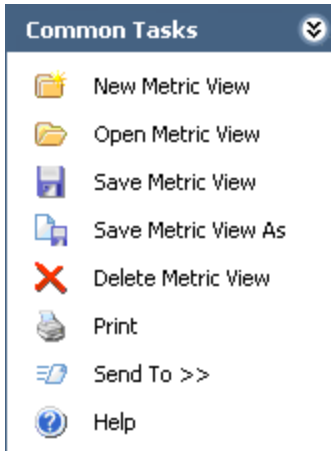 Common Tasks
New Metric View
Open Metric View
Save Metric View
Save Metric View As
Delete Metric View
Print
Send To >>
Help